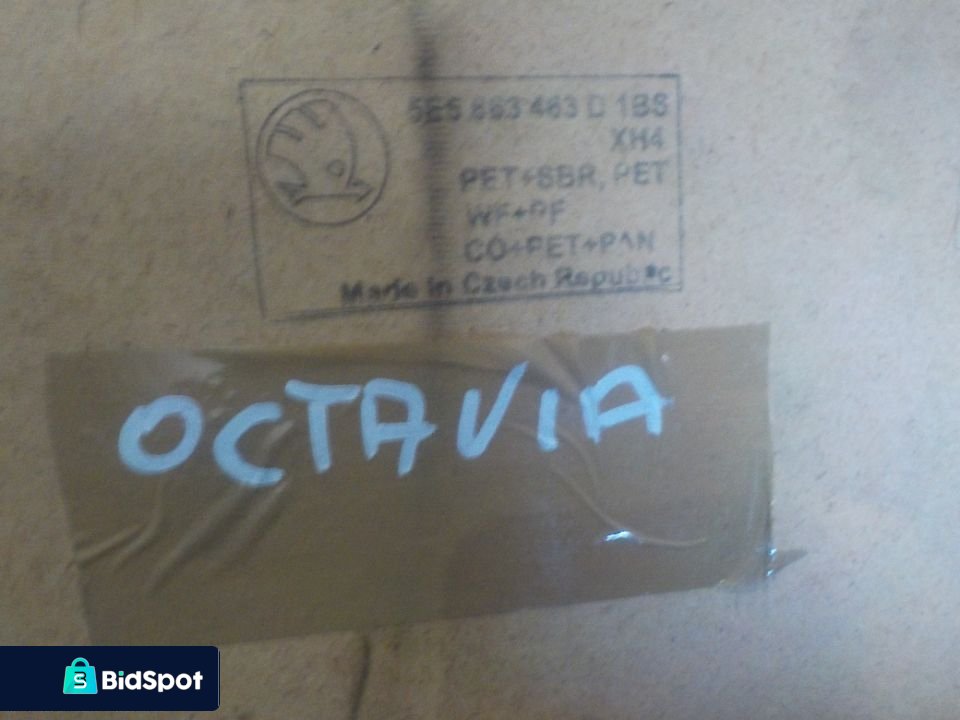 5E5 863 463 D 1BS
XH4
PET+SBR, PET
WF+PF
CO+PET+PAN
Made in Czech Republic
OCTAVIA
BidSpot